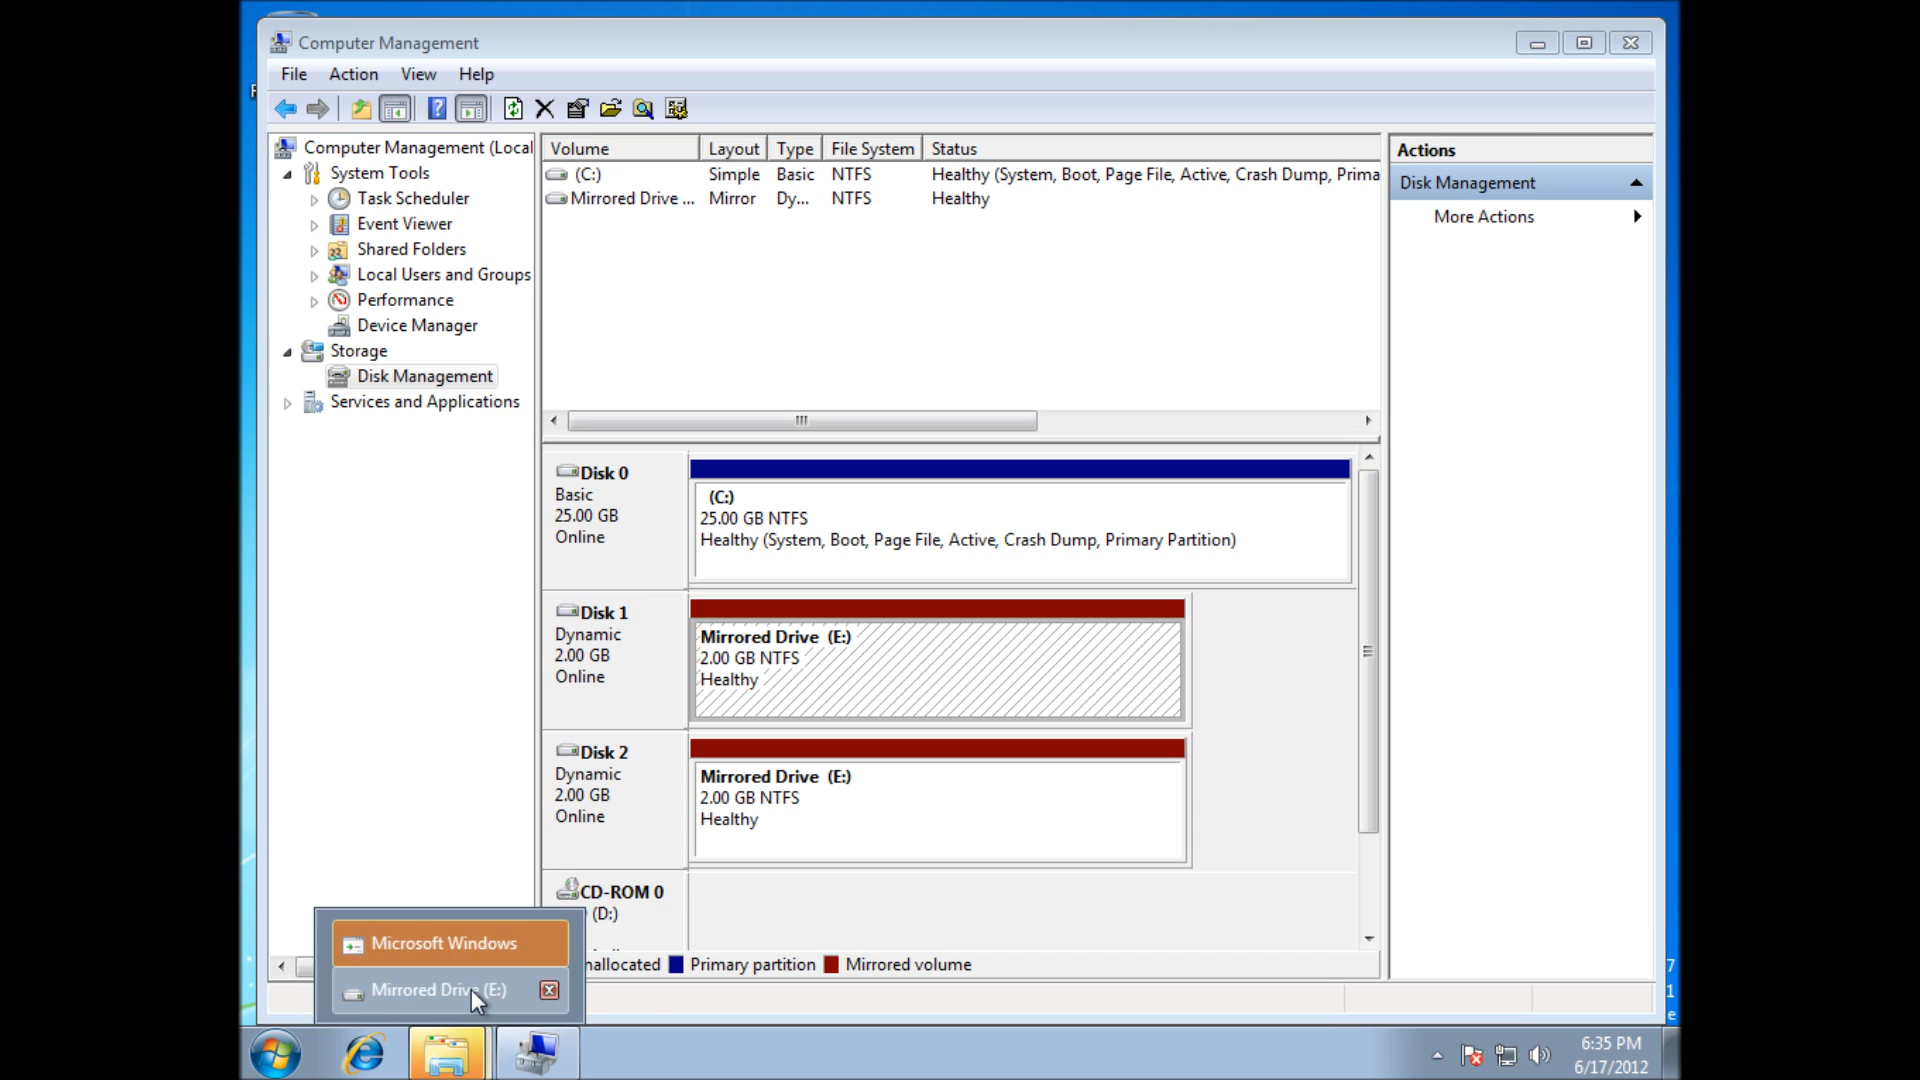 Computer Management
File Action View Help
Computer Management (Local
System Tools
Task Scheduler
Event Viewer
Shared Folders
Local Users and Groups
Performance
Device Manager
Storage
Disk Management
Services and Applications
Volume Layout Type File System Status
(C:) Simple Basic NTFS Healthy (System, Boot, Page File, Active, Crash Dump, Prima
Mirrored Drive ... Mirror Dy... NTFS Healthy
Actions
Disk Management
More Actions
Disk 0
Basic
25.00 GB
Online
(C:)
25.00 GB NTFS
Healthy (System, Boot, Page File, Active, Crash Dump, Primary Partition)
Disk 1
Dynamic
2.00 GB
Online
Mirrored Drive (E:)
2.00 GB NTFS
Healthy
Disk 2
Dynamic
2.00 GB
Online
Mirrored Drive (E:)
2.00 GB NTFS
Healthy
CD-ROM 0
(D:)
nallocated Primary partition Mirrored volume
Microsoft Windows
Mirrored Drive (E:)
7
1
e
6:35 PM
6/17/2012